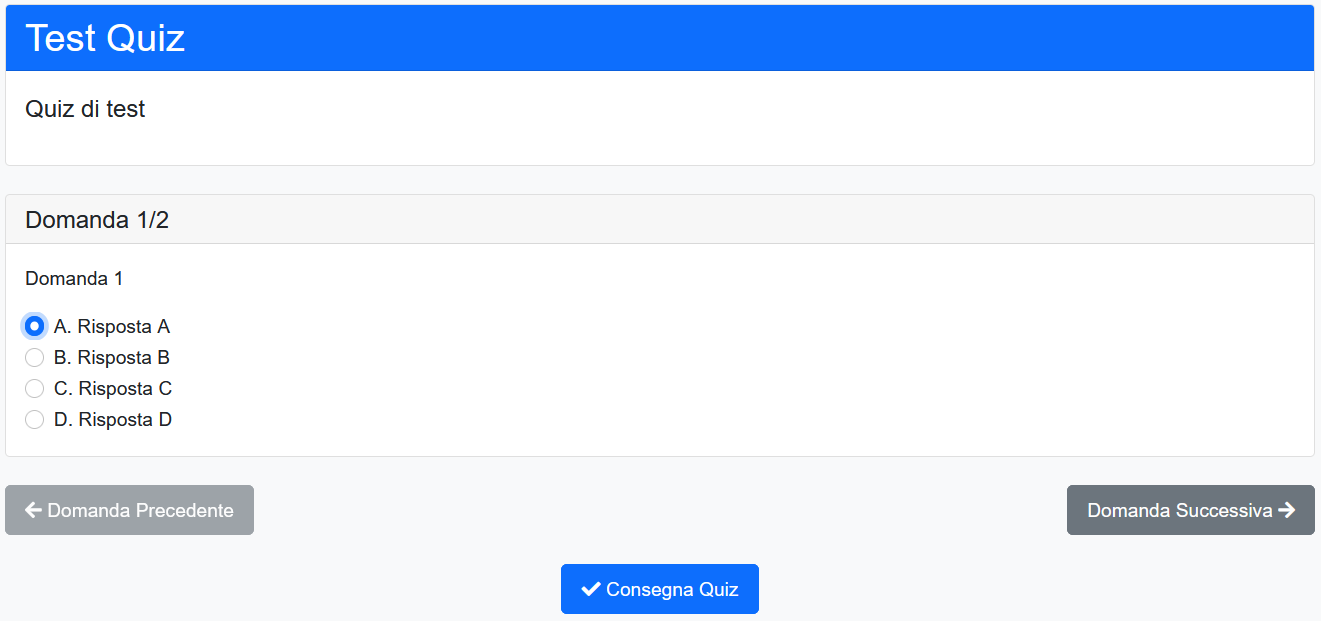 Test Quiz
Quiz di test
Domanda 1/2
Domanda 1
A. Risposta A
B. Risposta B
C. Risposta C
D. Risposta D
Domanda Precedente
Domanda Successiva
Consegna Quiz